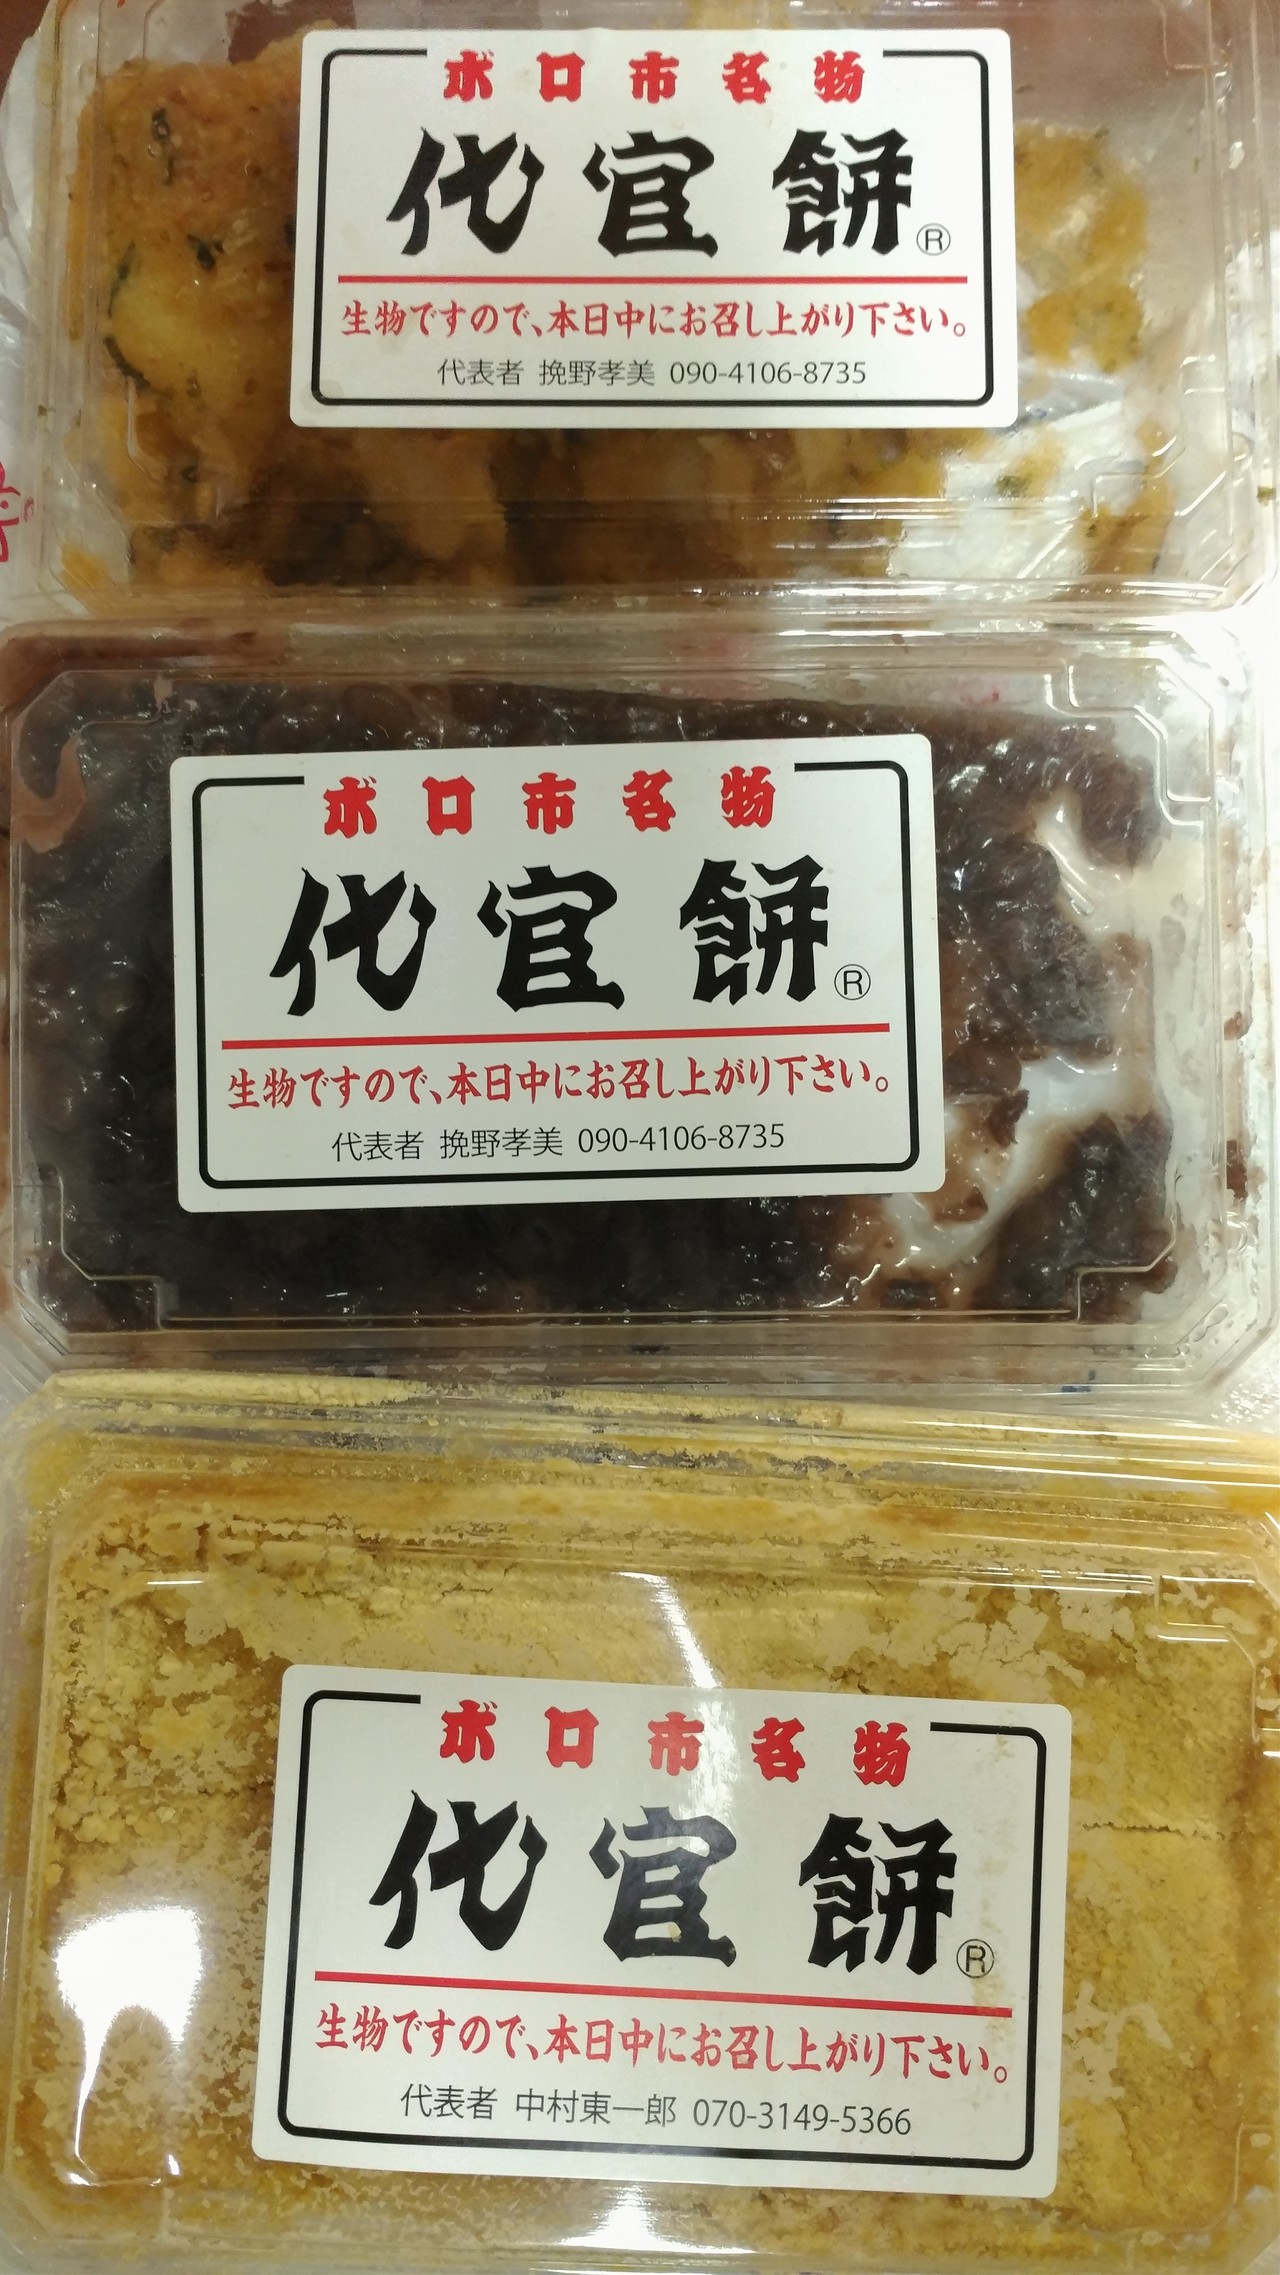 ボロ市名物
代官餅®
生物ですので、本日中にお召し上がり下さい。
代表者 挽野孝美 090-4106-8735
ボロ市名物
代官餅®
生物ですので、本日中にお召し上がり下さい。
代表者 挽野孝美 090-4106-8735
ボロ市名物
代官餅®
生物ですので、本日中にお召し上がり下さい。
代表者 中村東一郎 070-3149-5366